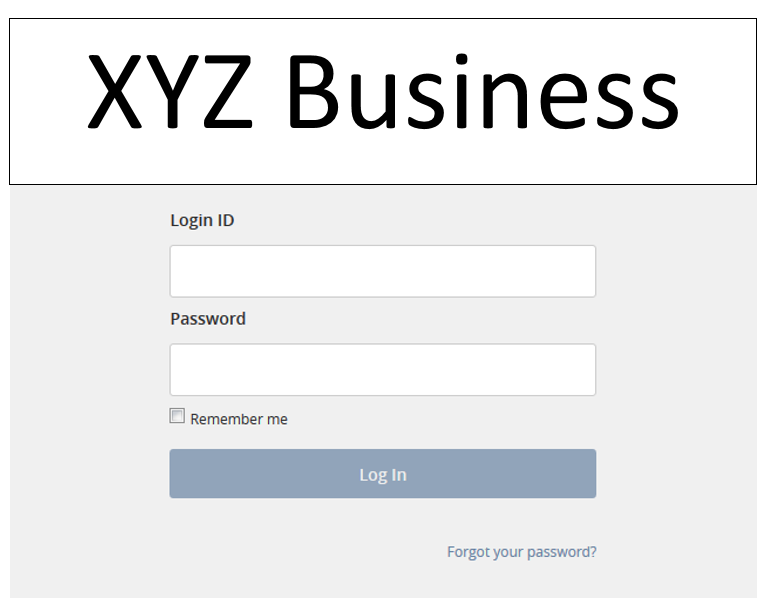 XYZ Business
Login ID
Password
Remember me
Log In
Forgot your password?